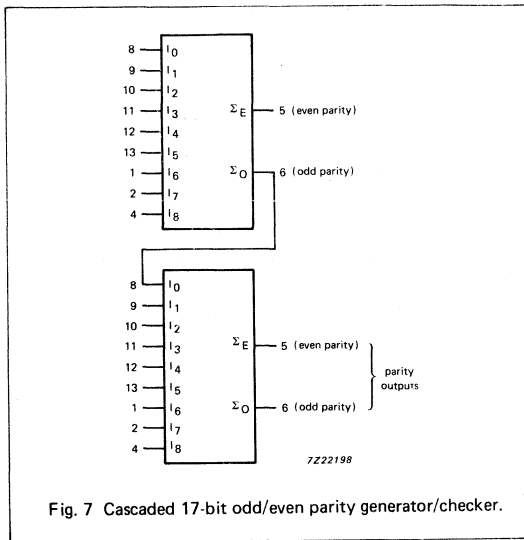 8 I0
9 I1
10 I2
11 I3
12 I4
13 I5
1 I6
2 I7
4 I8
ΣE 5 (even parity)
ΣO 6 (odd parity)
8 I0
9 I1
10 I2
11 I3
12 I4
13 I5
1 I6
2 I7
4 I8
ΣE 5 (even parity)
ΣO 6 (odd parity)
parity
outputs
7Z22198
Fig. 7 Cascaded 17-bit odd/even parity generator/checker.